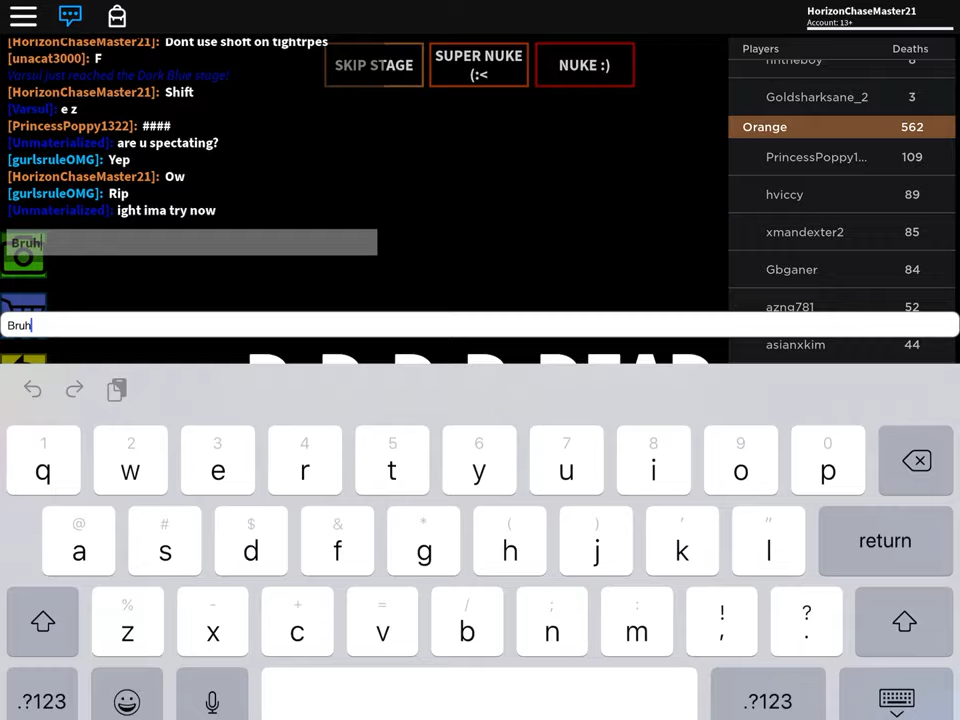 HorizonChaseMaster21
Account: 13+
[HorizonChaseMaster21]: Dont use shoft on tightrpes
[unacat3000]: F
Varsul just reached the Dark Blue stage!
[HorizonChaseMaster21]: Shift
[Varsul]: e z
[PrincessPoppy1322]: ####
[Unmaterialized]: are u spectating?
[gurlsruleOMG]: Yep
[HorizonChaseMaster21]: Ow
[gurlsruleOMG]: Rip
[Unmaterialized]: ight ima try now
Bruh
SKIP STAGE
SUPER NUKE
(:<
NUKE :)
Players Deaths
Goldsharksane_2 3
Orange 562
PrincessPoppy1... 109
hviccy 89
xmandexter2 85
Gbganer 84
azng781 52
asianxkim 44
Bruh
1 2 3 4 5 6 7 8 9 0
q w e r t y u i o p
@ # $ & * ( ) ' "
a s d f g h j k l return
% - + = / ; : ! ?
z x c v b n m , .
.?123 .?123